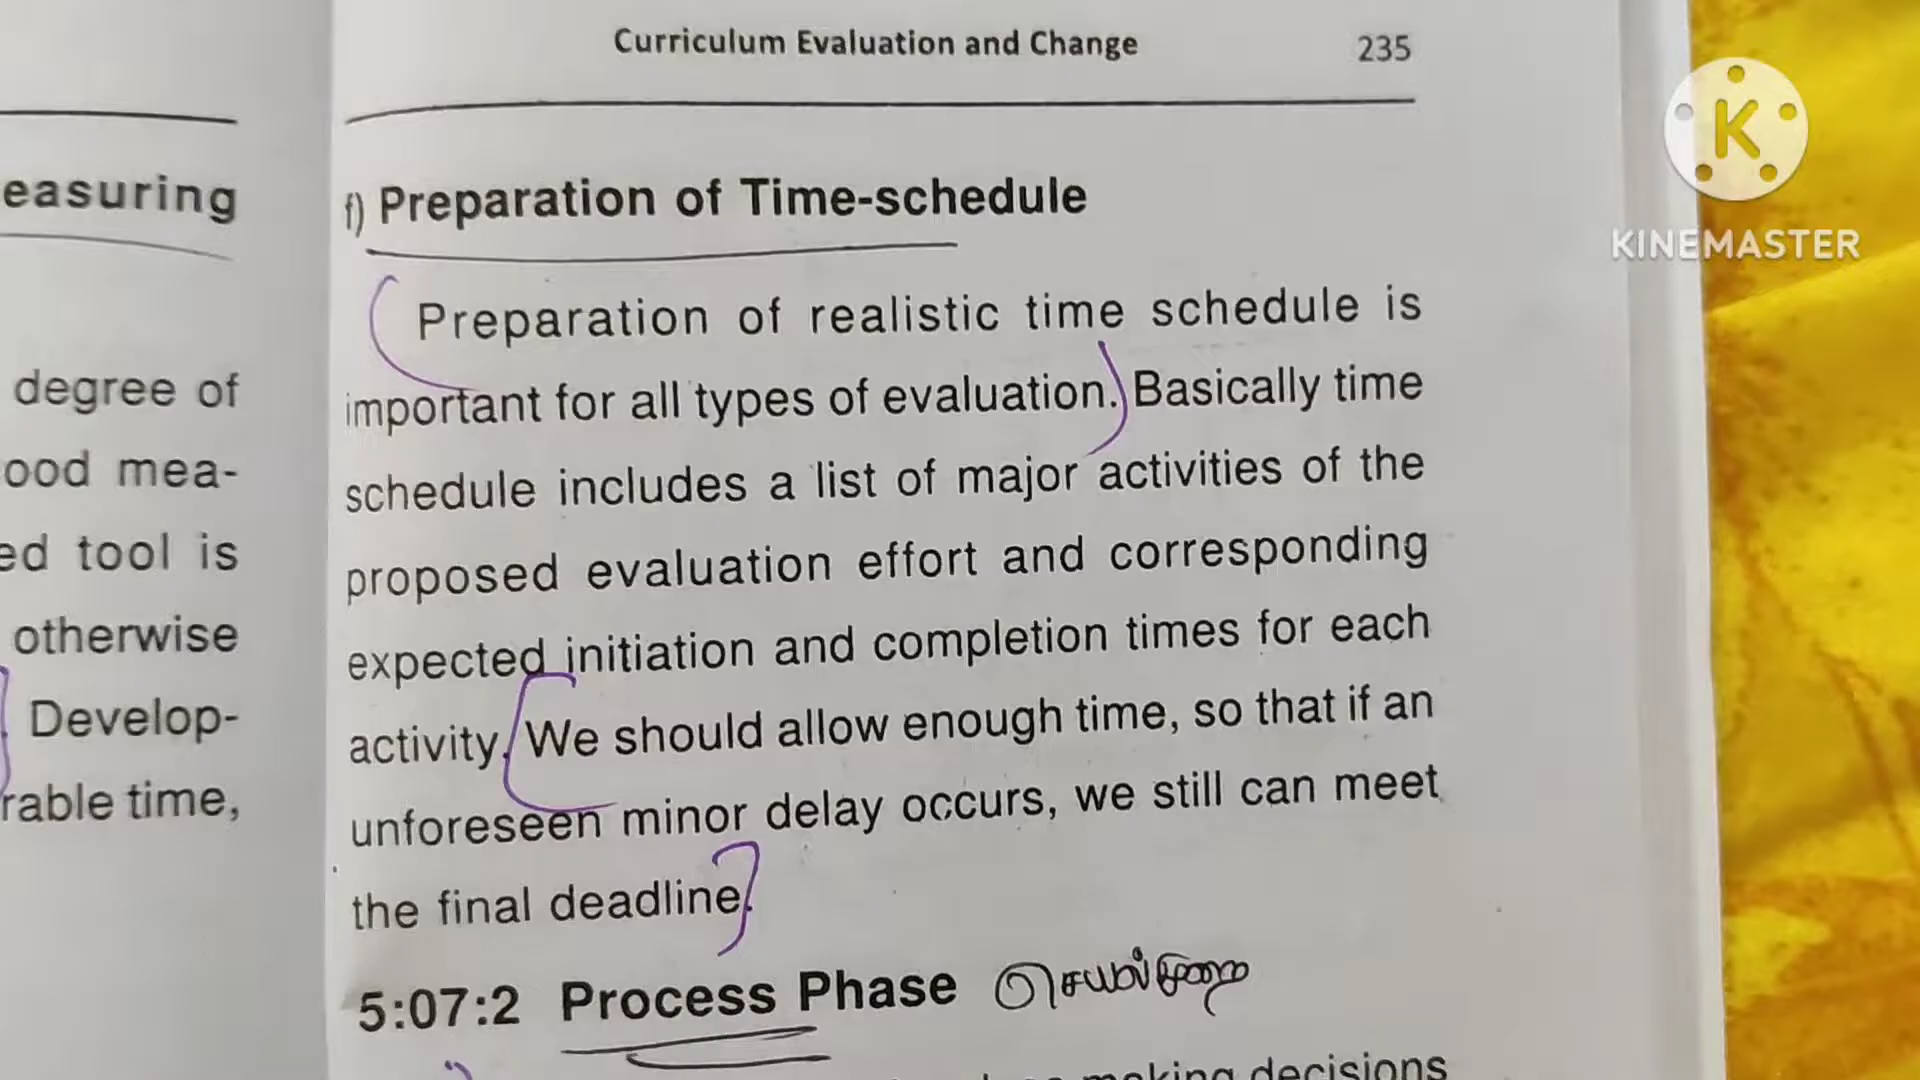 Curriculum Evaluation and Change 235
easuring
degree of
ood mea-
ed tool is
otherwise
Develop-
rable time,
f) Preparation of Time-schedule
Preparation of realistic time schedule is
important for all types of evaluation. Basically time
schedule includes a list of major activities of the
proposed evaluation effort and corresponding
expected initiation and completion times for each
activity. We should allow enough time, so that if an
unforeseen minor delay occurs, we still can meet
the final deadline.
5:07:2 Process Phase செயல்முறை
making decisions
K
KINEMASTER